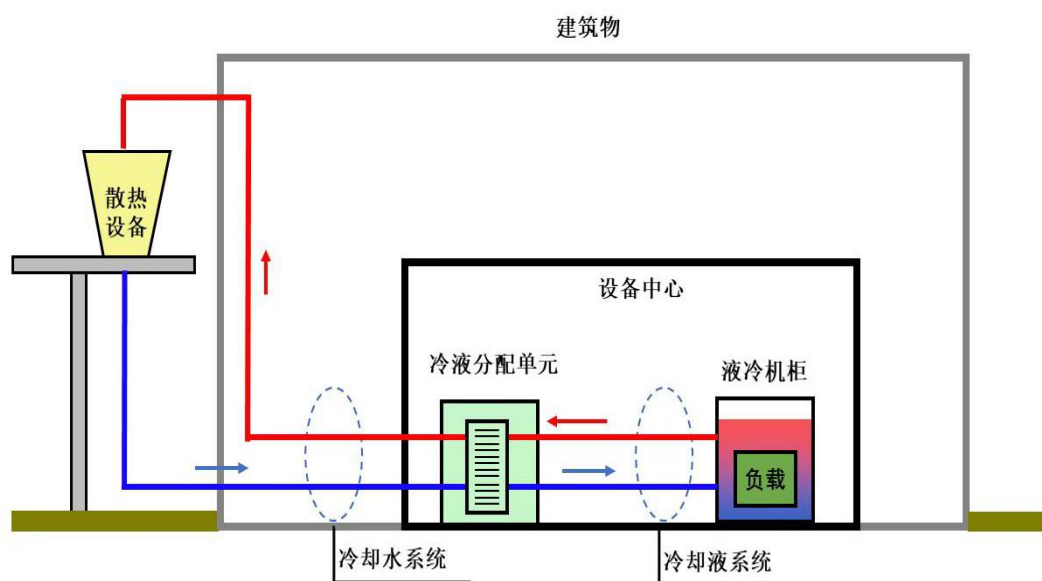 建筑物
散热
设备
设备中心
冷液分配单元
液冷机柜
负载
冷却水系统
冷却液系统